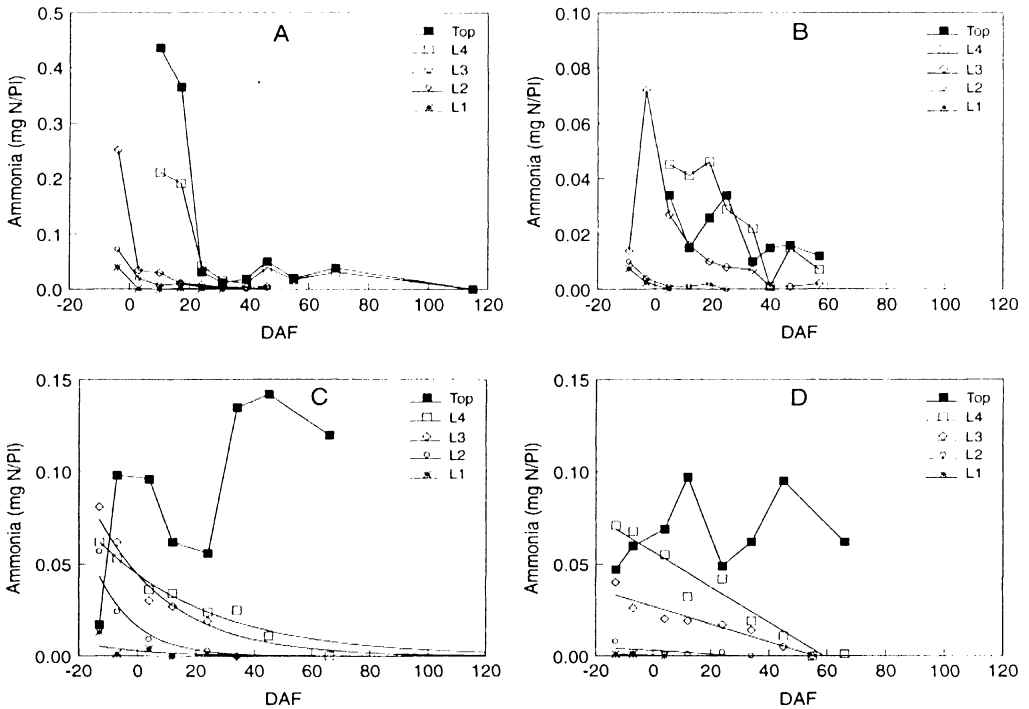 A
Ammonia (mg N/Pl)
0.5
0.4
0.3
0.2
0.1
0.0
-20 0 20 40 60 80 100 120
DAF
Top
L4
L3
L2
L1
B
Ammonia (mg N/Pl)
0.10
0.08
0.06
0.04
0.02
0.00
-20 0 20 40 60 80 100 120
DAF
Top
L4
L3
L2
L1
C
Ammonia (mg N/Pl)
0.15
0.10
0.05
0.00
-20 0 20 40 60 80 100 120
DAF
Top
L4
L3
L2
L1
D
Ammonia (mg N/Pl)
0.15
0.10
0.05
0.00
-20 0 20 40 60 80 100 120
DAF
Top
L4
L3
L2
L1